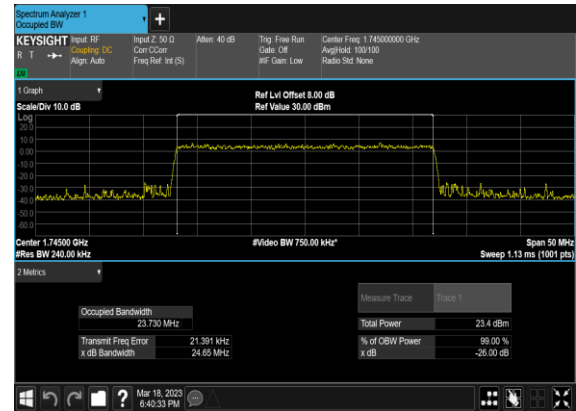 Spectrum Analyzer 1
Occupied BW
KEYSIGHT Input: RF Input Z: 50 Ω Atten: 40 dB Trig: Free Run Center Freq: 1.745000000 GHz
R T Coupling: DC Corr CCorr Gate: Off Avg|Hold: 100/100
Align: Auto Freq Ref: Int (S) #IF Gain: Low Radio Std: None
1 Graph
Ref Lvl Offset 8.00 dB
Scale/Div 10.0 dB Ref Value 30.00 dBm
Log
20.0
10.0
0.00
-10.0
-20.0
-30.0
-40.0
-50.0
-60.0
Center 1.74500 GHz #Video BW 750.00 kHz* Span 50 MHz
#Res BW 240.00 kHz Sweep 1.13 ms (1001 pts)
2 Metrics
Measure Trace Trace 1
Occupied Bandwidth
23.730 MHz Total Power 23.4 dBm
Transmit Freq Error 21.391 kHz % of OBW Power 99.00 %
x dB Bandwidth 24.65 MHz x dB -26.00 dB
? Mar 18, 2023
6:40:33 PM